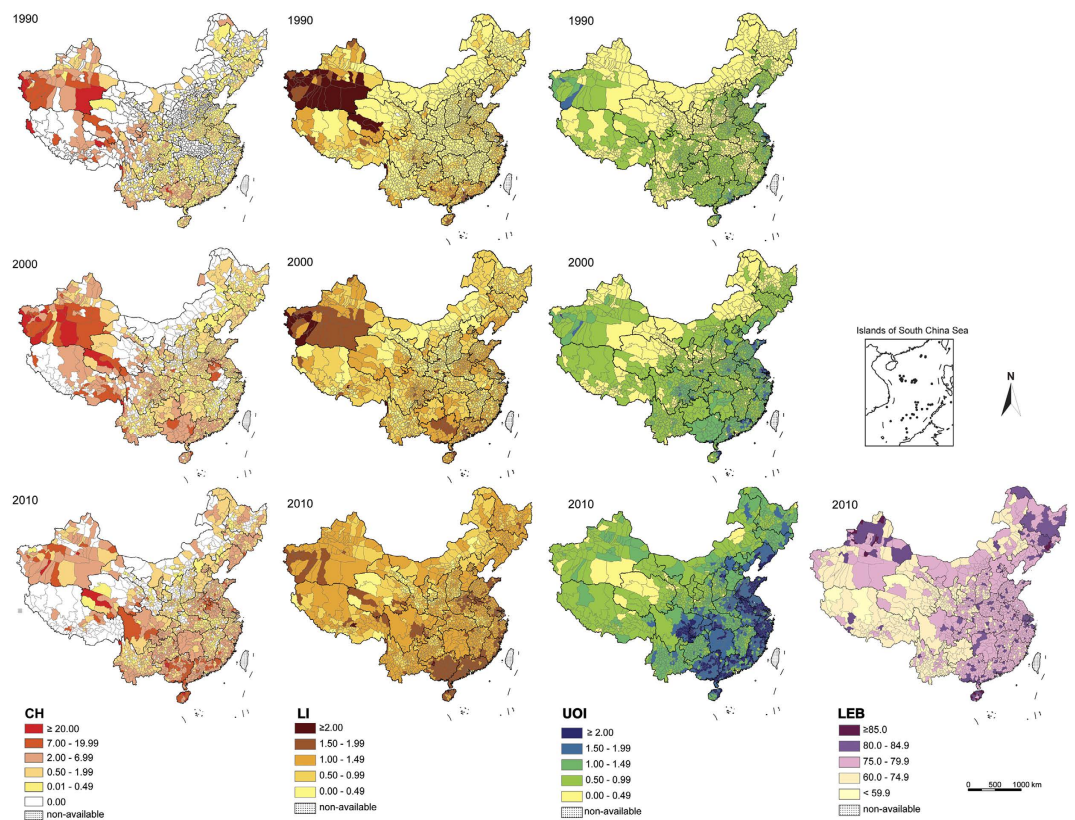 1990
1990
1990
2000
2000
2000
Islands of South China Sea
N
2010
2010
2010
2010
CH
≥ 20.00
7.00 - 19.99
2.00 - 6.99
0.50 - 1.99
0.01 - 0.49
0.00
non-available
LI
≥2.00
1.50 - 1.99
1.00 - 1.49
0.50 - 0.99
0.00 - 0.49
non-available
UOI
≥ 2.00
1.50 - 1.99
1.00 - 1.49
0.50 - 0.99
0.00 - 0.49
non-available
LEB
≥85.0
80.0 - 84.9
75.0 - 79.9
60.0 - 74.9
< 59.9
non-available
0 500 1000 km